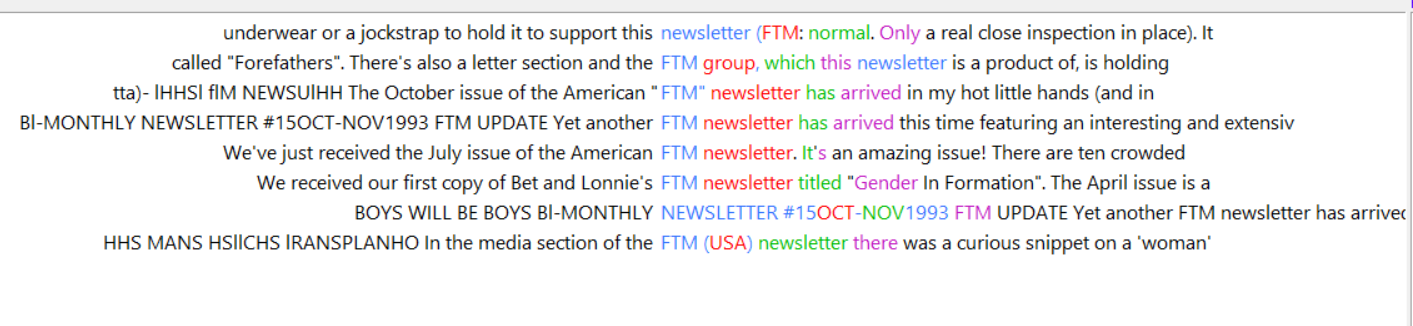 underwear or a jockstrap to hold it to support this newsletter (FTM: normal. Only a real close inspection in place). It
called "Forefathers". There's also a letter section and the FTM group, which this newsletter is a product of, is holding
tta)- lHHSl flM NEWSUlHH The October issue of the American "FTM" newsletter has arrived in my hot little hands (and in
Bl-MONTHLY NEWSLETTER #15OCT-NOV1993 FTM UPDATE Yet another FTM newsletter has arrived this time featuring an interesting and extensiv
We've just received the July issue of the American FTM newsletter. It's an amazing issue! There are ten crowded
We received our first copy of Bet and Lonnie's FTM newsletter titled "Gender In Formation". The April issue is a
BOYS WILL BE BOYS Bl-MONTHLY NEWSLETTER #15OCT-NOV1993 FTM UPDATE Yet another FTM newsletter has arrived
HHS MANS HSllCHS lRANSPLANHO In the media section of the FTM (USA) newsletter there was a curious snippet on a 'woman'